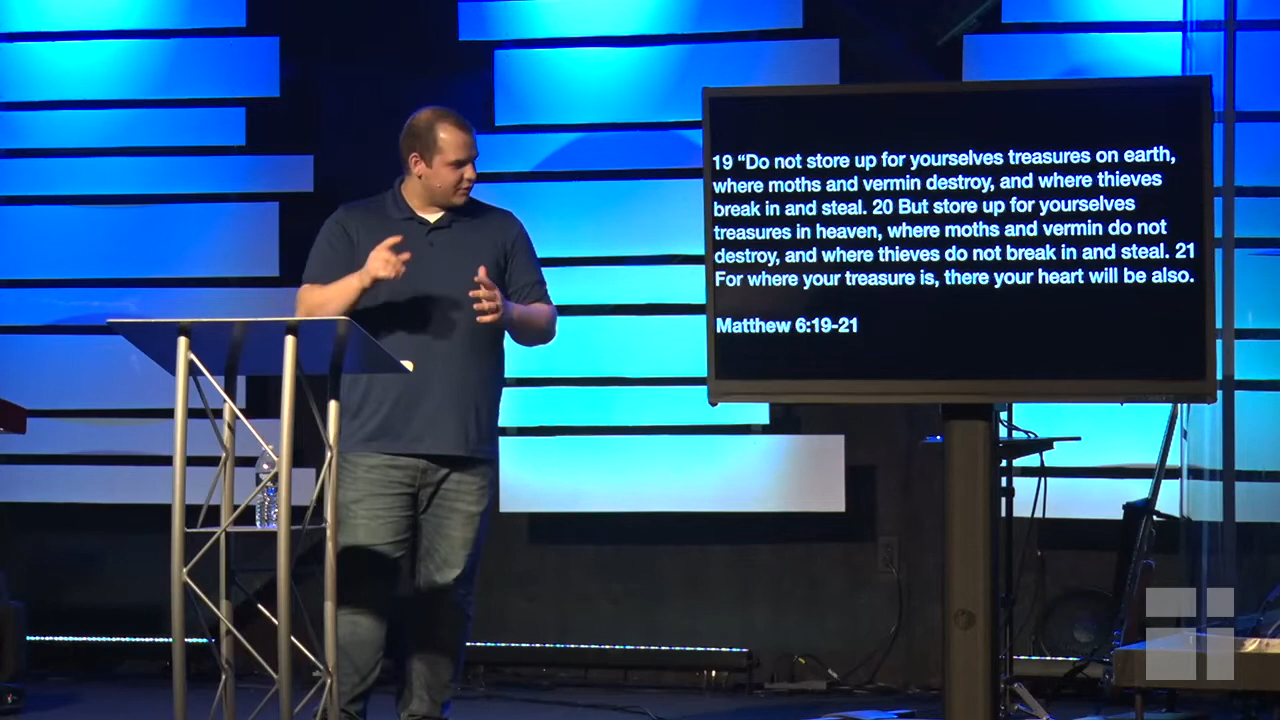 19 “Do not store up for yourselves treasures on earth,
where moths and vermin destroy, and where thieves
break in and steal. 20 But store up for yourselves
treasures in heaven, where moths and vermin do not
destroy, and where thieves do not break in and steal. 21
For where your treasure is, there your heart will be also.
Matthew 6:19-21